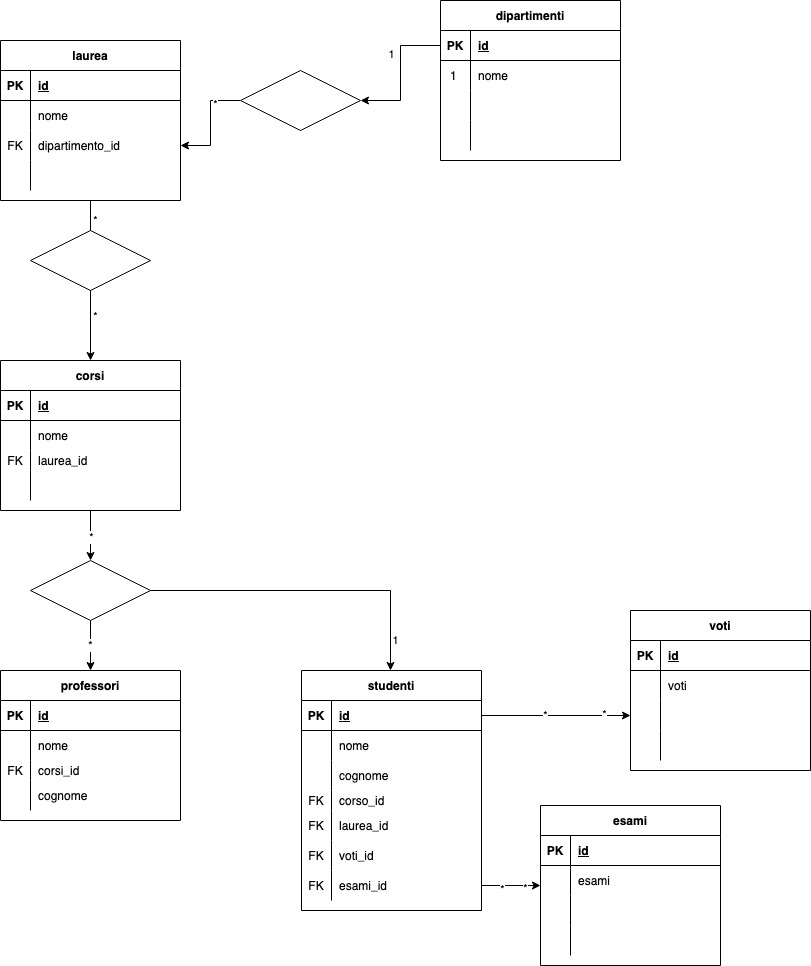 dipartimenti
PK id
1 nome
1
laurea
PK id
nome
FK dipartimento_id
*
*
*
corsi
PK id
nome
FK laurea_id
*
*
1
professori
PK id
nome
FK corsi_id
cognome
studenti
PK id
nome
cognome
FK corso_id
FK laurea_id
FK voti_id
FK esami_id
* *
voti
PK id
voti
* *
esami
PK id
esami